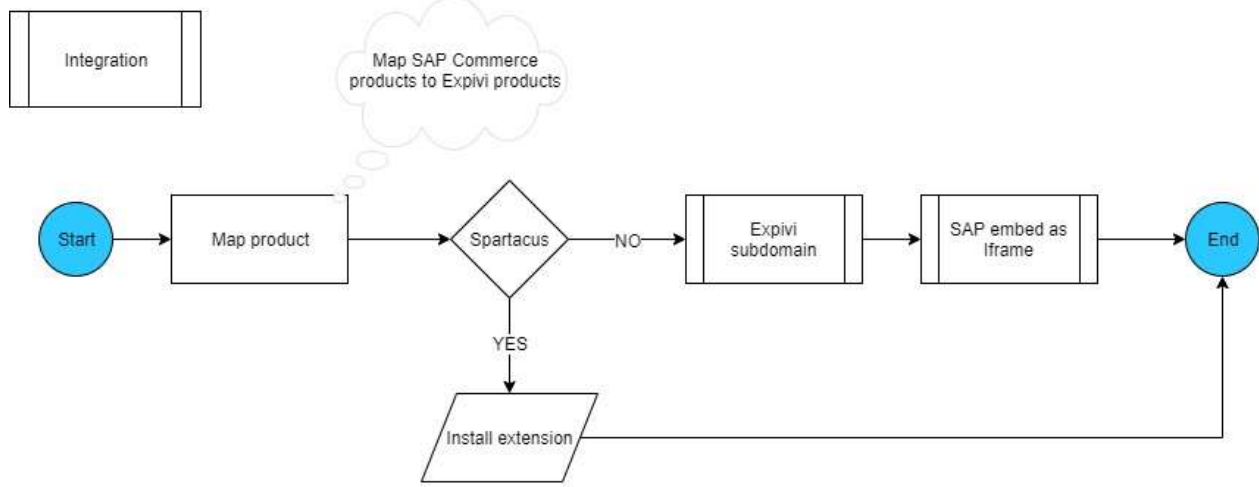 Integration
Map SAP Commerce
products to Expivi products
Start
Map product
Spartacus
NO
Expivi
subdomain
SAP embed as
Iframe
End
YES
Install extension